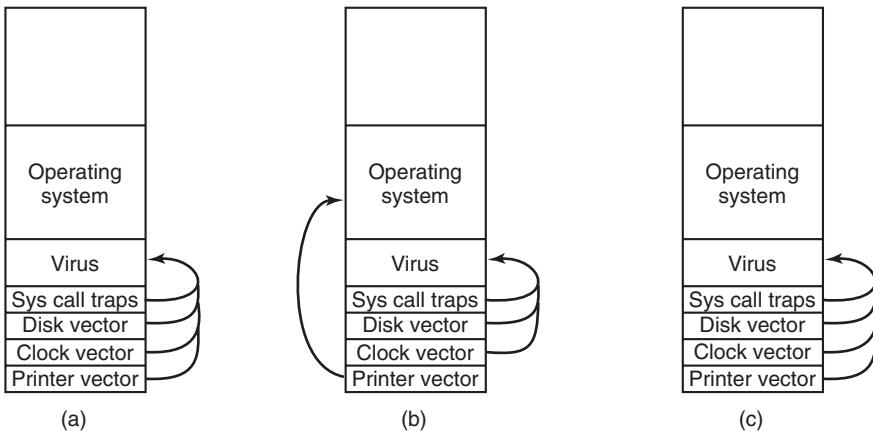 Operating
system
Virus
Sys call traps
Disk vector
Clock vector
Printer vector
(a)
Operating
system
Virus
Sys call traps
Disk vector
Clock vector
Printer vector
(b)
Operating
system
Virus
Sys call traps
Disk vector
Clock vector
Printer vector
(c)